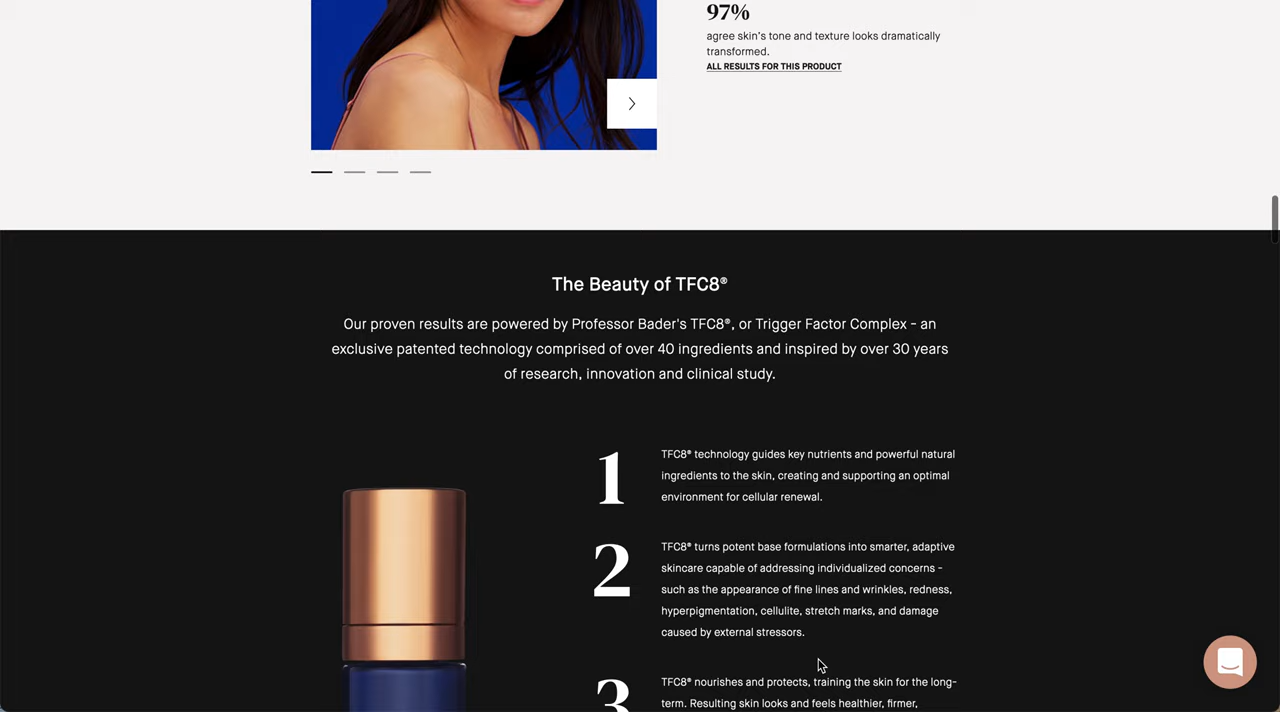 97%
agree skin's tone and texture looks dramatically
transformed.
ALL RESULTS FOR THIS PRODUCT
The Beauty of TFC8®
Our proven results are powered by Professor Bader's TFC8®, or Trigger Factor Complex - an
exclusive patented technology comprised of over 40 ingredients and inspired by over 30 years
of research, innovation and clinical study.
1
TFC8® technology guides key nutrients and powerful natural
ingredients to the skin, creating and supporting an optimal
environment for cellular renewal.
2
TFC8® turns potent base formulations into smarter, adaptive
skincare capable of addressing individualized concerns -
such as the appearance of fine lines and wrinkles, redness,
hyperpigmentation, cellulite, stretch marks, and damage
caused by external stressors.
3
TFC8® nourishes and protects, training the skin for the long-
term. Resulting skin looks and feels healthier, firmer,